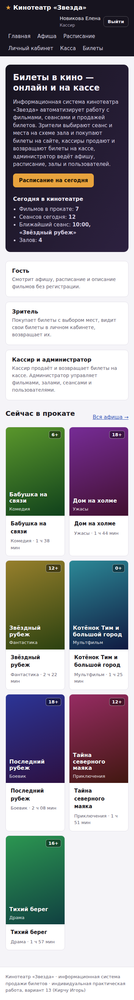 ★ Кинотеатр «Звезда»
Новикова Елена
Кассир
Выйти
Главная Афиша Расписание
Личный кабинет Касса Билеты
Билеты в кино —
онлайн и на кассе
Информационная система кинотеатра
«Звезда» автоматизирует работу с
фильмами, сеансами и продажей
билетов. Зрители выбирают сеанс и
места на схеме зала и покупают
билеты на сайте, кассиры продают и
возвращают билеты на кассе,
администратор ведёт афишу,
расписание, залы и пользователей.
Расписание на сегодня
Сегодня в кинотеатре
• Фильмов в прокате: 7
• Сеансов сегодня: 12
• Ближайший сеанс: 10:00,
«Звёздный рубеж»
• Залов: 4
Гость
Смотрит афишу, расписание и описание
фильмов без регистрации.
Зритель
Покупает билеты с выбором мест, видит
свои билеты в личном кабинете,
возвращает их.
Кассир и администратор
Кассир продаёт и возвращает билеты на
кассе. Администратор управляет
фильмами, залами, сеансами и
пользователями.
Сейчас в прокате
Вся афиша →
6+
Бабушка на
связи
Комедия
Бабушка на
связи
Комедия · 1 ч 38
мин
18+
Дом на холме
Ужасы
Дом на холме
Ужасы · 1 ч 44 мин
12+
Звёздный
рубеж
Фантастика
Звёздный
рубеж
Фантастика · 2 ч 22
мин
0+
Котёнок Тим и
большой город
Мультфильм
Котёнок Тим и
большой город
Мультфильм · 1 ч 25
мин
18+
Последний
рубеж
Боевик
Последний
рубеж
Боевик · 2 ч 08 мин
12+
Тайна
северного
маяка
Приключения
Тайна
северного
маяка
Приключения · 1 ч
51 мин
16+
Тихий берег
Драма
Тихий берег
Драма · 1 ч 57 мин
Кинотеатр «Звезда» · информационная система
продажи билетов · индивидуальная практическая
работа, вариант 13 (Кирчу Игорь)